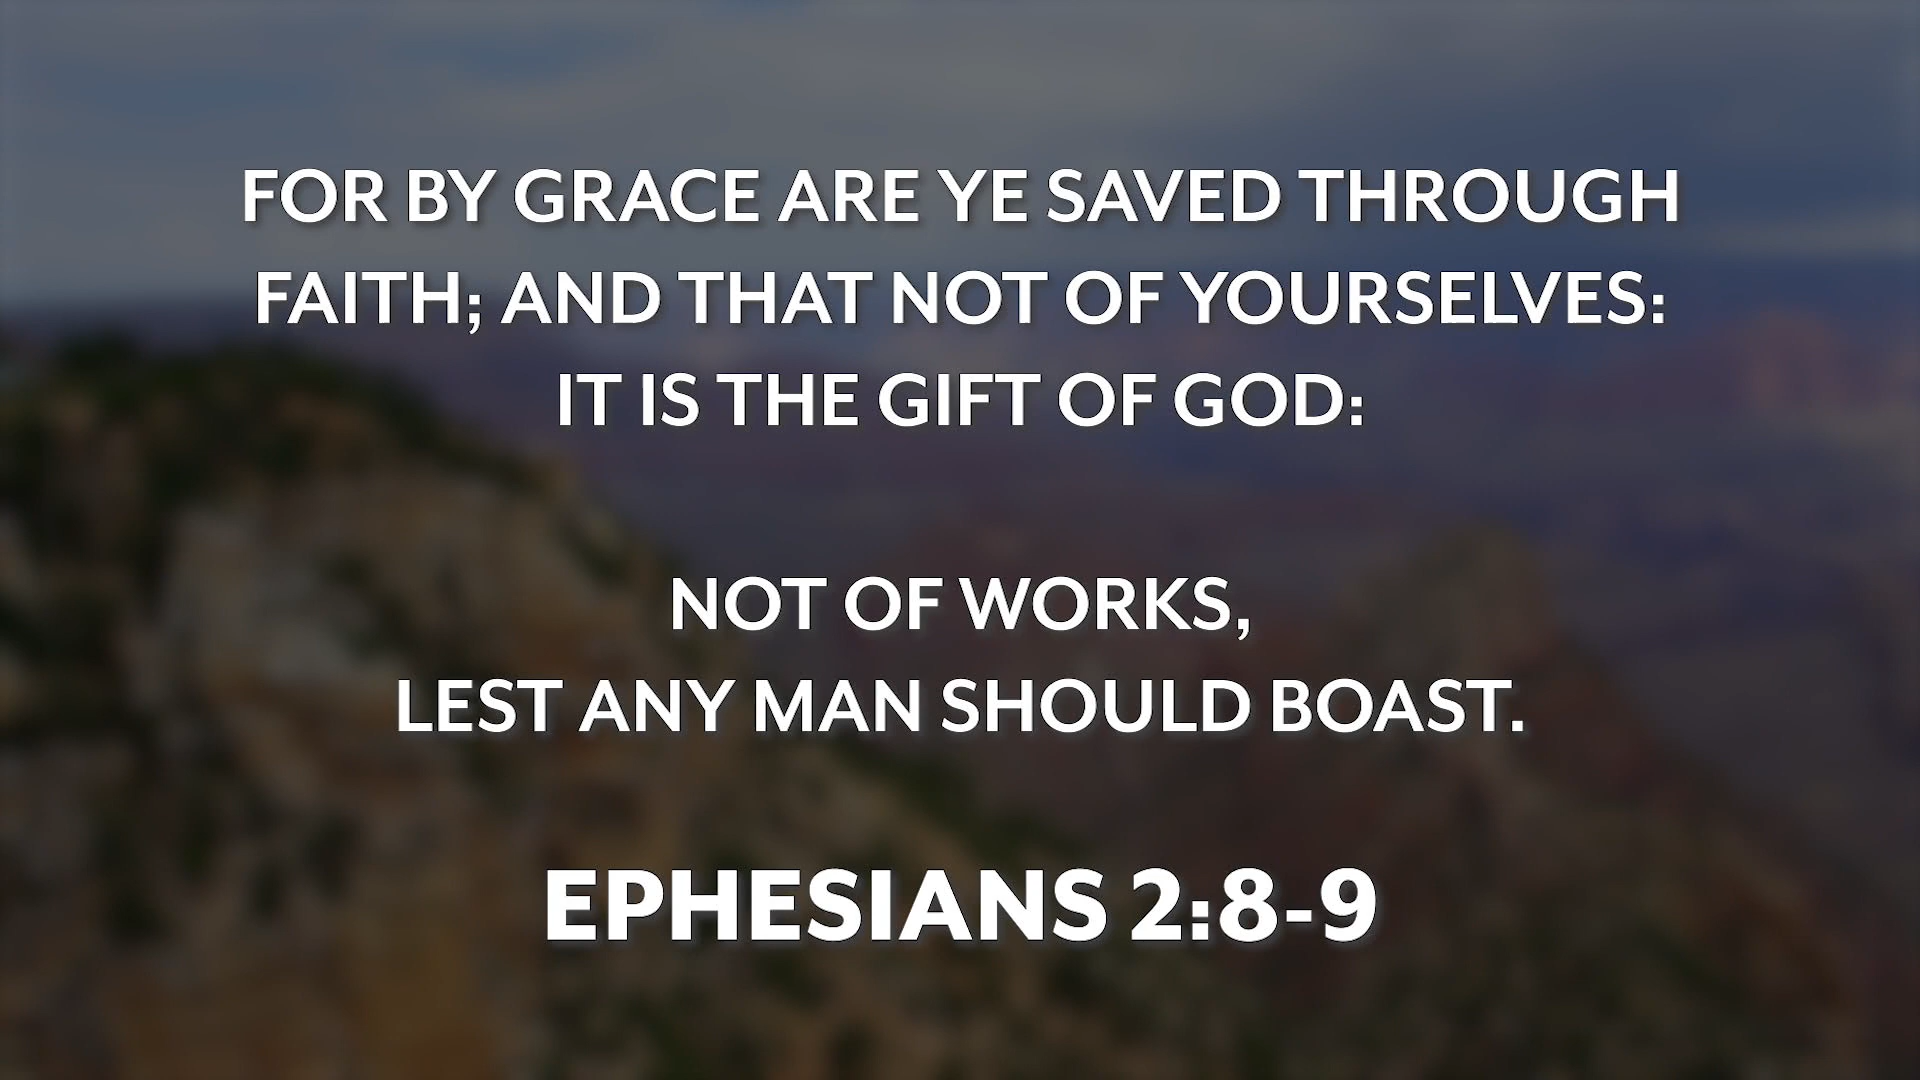 FOR BY GRACE ARE YE SAVED THROUGH
FAITH; AND THAT NOT OF YOURSELVES:
IT IS THE GIFT OF GOD:
NOT OF WORKS,
LEST ANY MAN SHOULD BOAST.
EPHESIANS 2:8-9